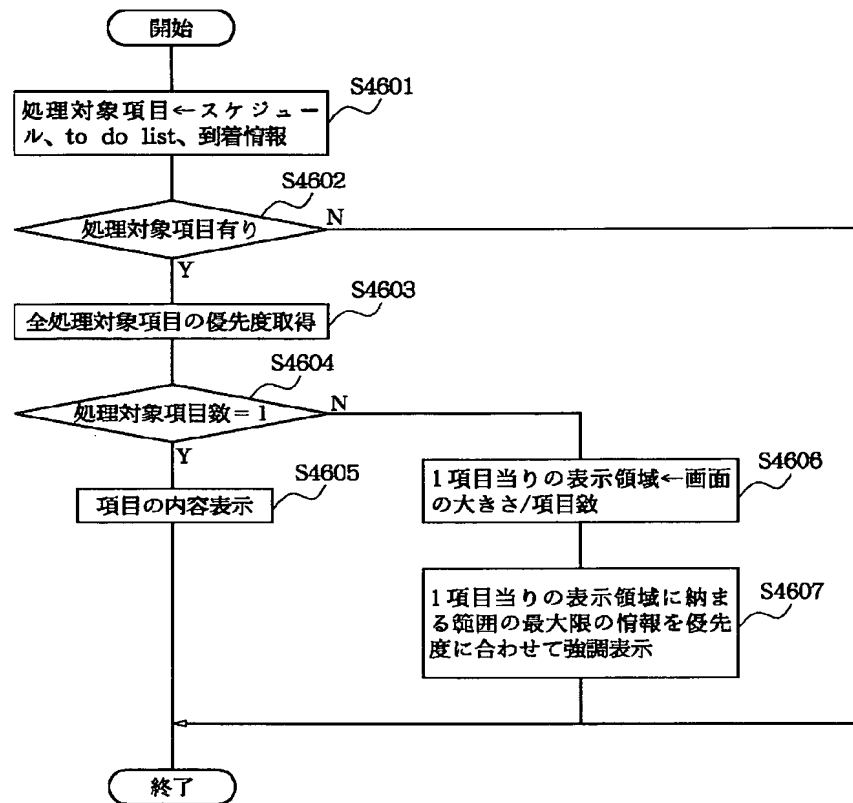 開始
S4601
処理対象項目←スケジュー
ル、to do list、到着情報
S4602
処理対象項目有り
N
Y
S4603
全処理対象項目の優先度取得
S4604
処理対象項目数=1
N
Y
S4605
項目の内容表示
S4606
1項目当りの表示領域←画面
の大きさ/項目数
S4607
1項目当りの表示領域に納ま
る範囲の最大限の情報を優先
度に合わせて強調表示
終了